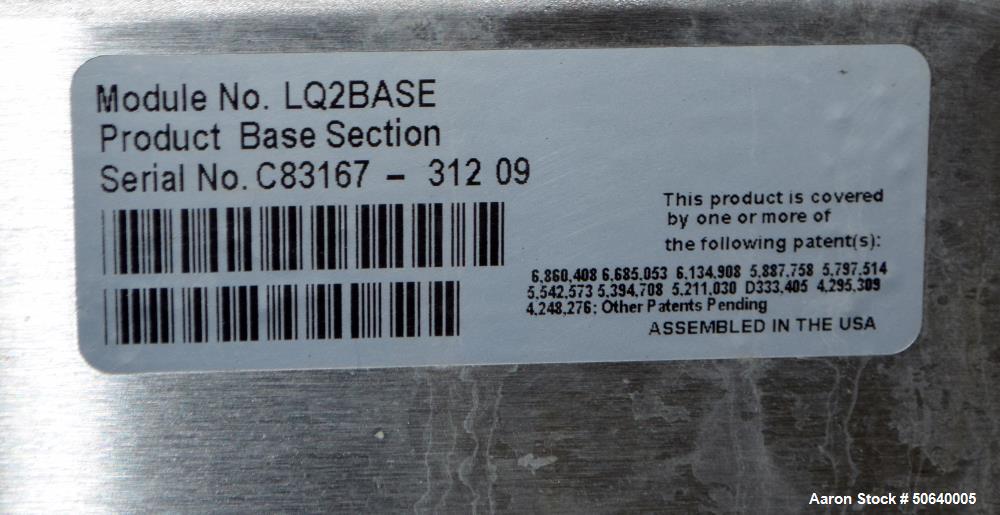 Module No. LQ2BASE
Product Base Section
Serial No. C83167 – 312 09
This product is covered
by one or more of
the following patent(s):
6,860,408 6,685,053 6,134,908 5,887,758 5,797,514
5,542,573 5,394,708 5,211,030 D333,405 4,295,309
4,248,276; Other Patents Pending
ASSEMBLED IN THE USA
Aaron Stock # 50640005